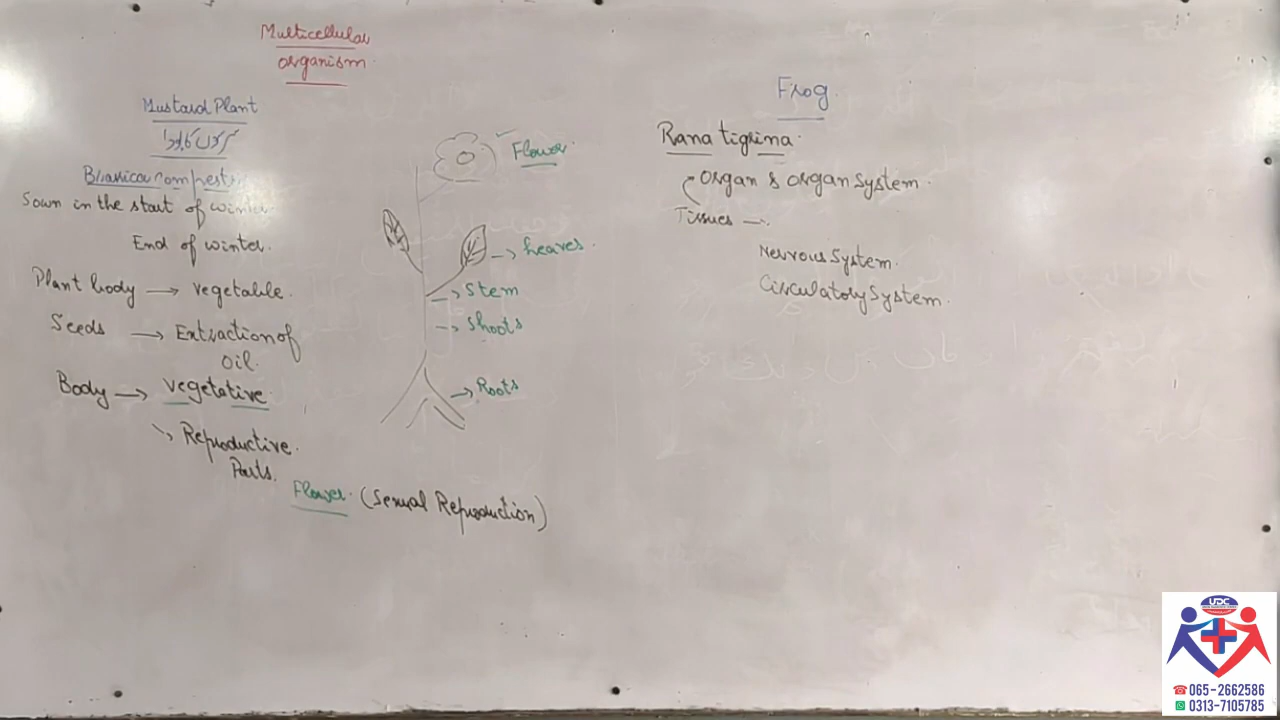 Multicellular
organism.
Mustard Plant
سرسوں کا پودا
Brassica Compestr
Sown in the start of winter
End of winter.
Plant body → vegetable.
Seeds → Extraction of
oil.
Body → vegetative
→ Reproductive.
Parts.
Flower. (Sexual Reproduction)
Flower.
→ Leaves.
→ Stem
→ Shoots
→ Roots
Frog.
Rana tigrina.
Organ & Organ System.
Tissues
Nervous System.
Circulatory System.
UDC
065-2662586
0313-7105785